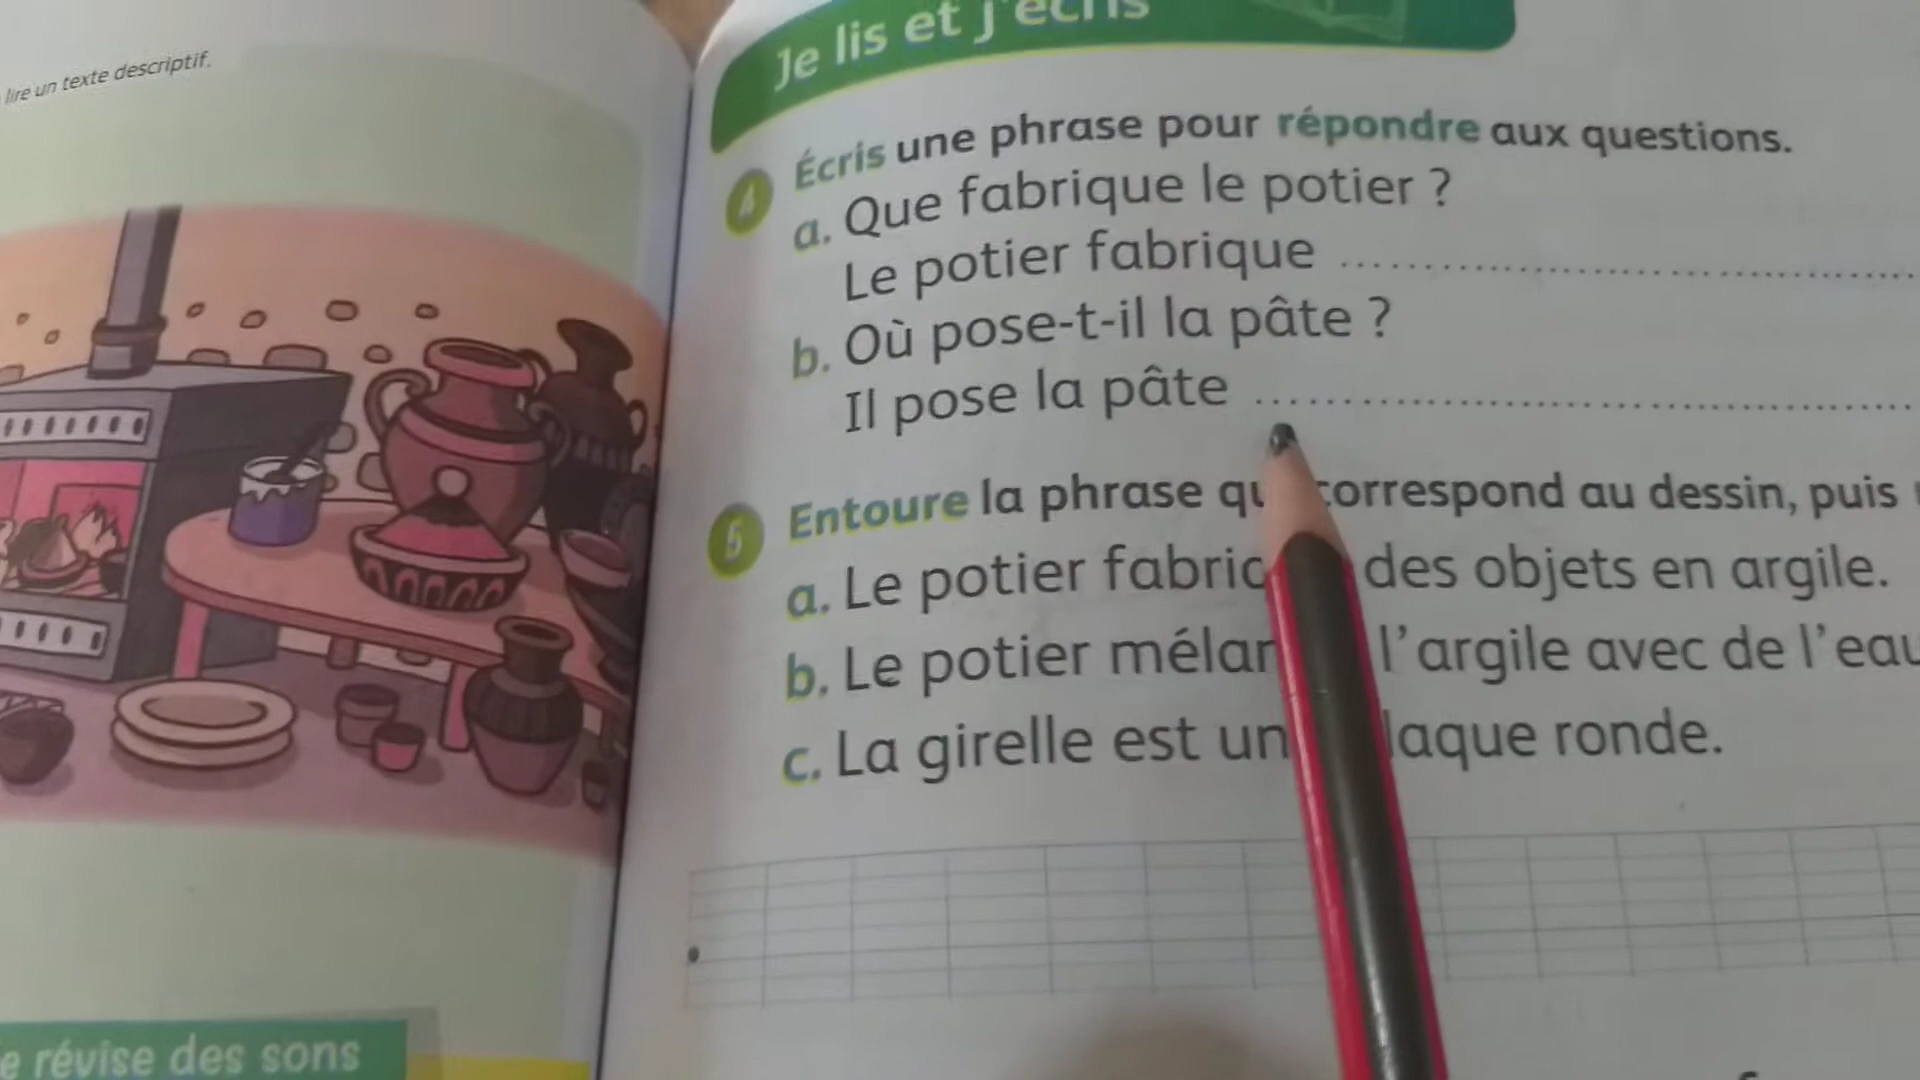 lire un texte descriptif.
e révise des sons
Je lis et j'écris
4 Écris une phrase pour répondre aux questions.
a. Que fabrique le potier ?
Le potier fabrique ........................
b. Où pose-t-il la pâte ?
Il pose la pâte ........................
5 Entoure la phrase qu correspond au dessin, puis
a. Le potier fabric des objets en argile.
b. Le potier mélan l'argile avec de l'eau
c. La girelle est un laque ronde.